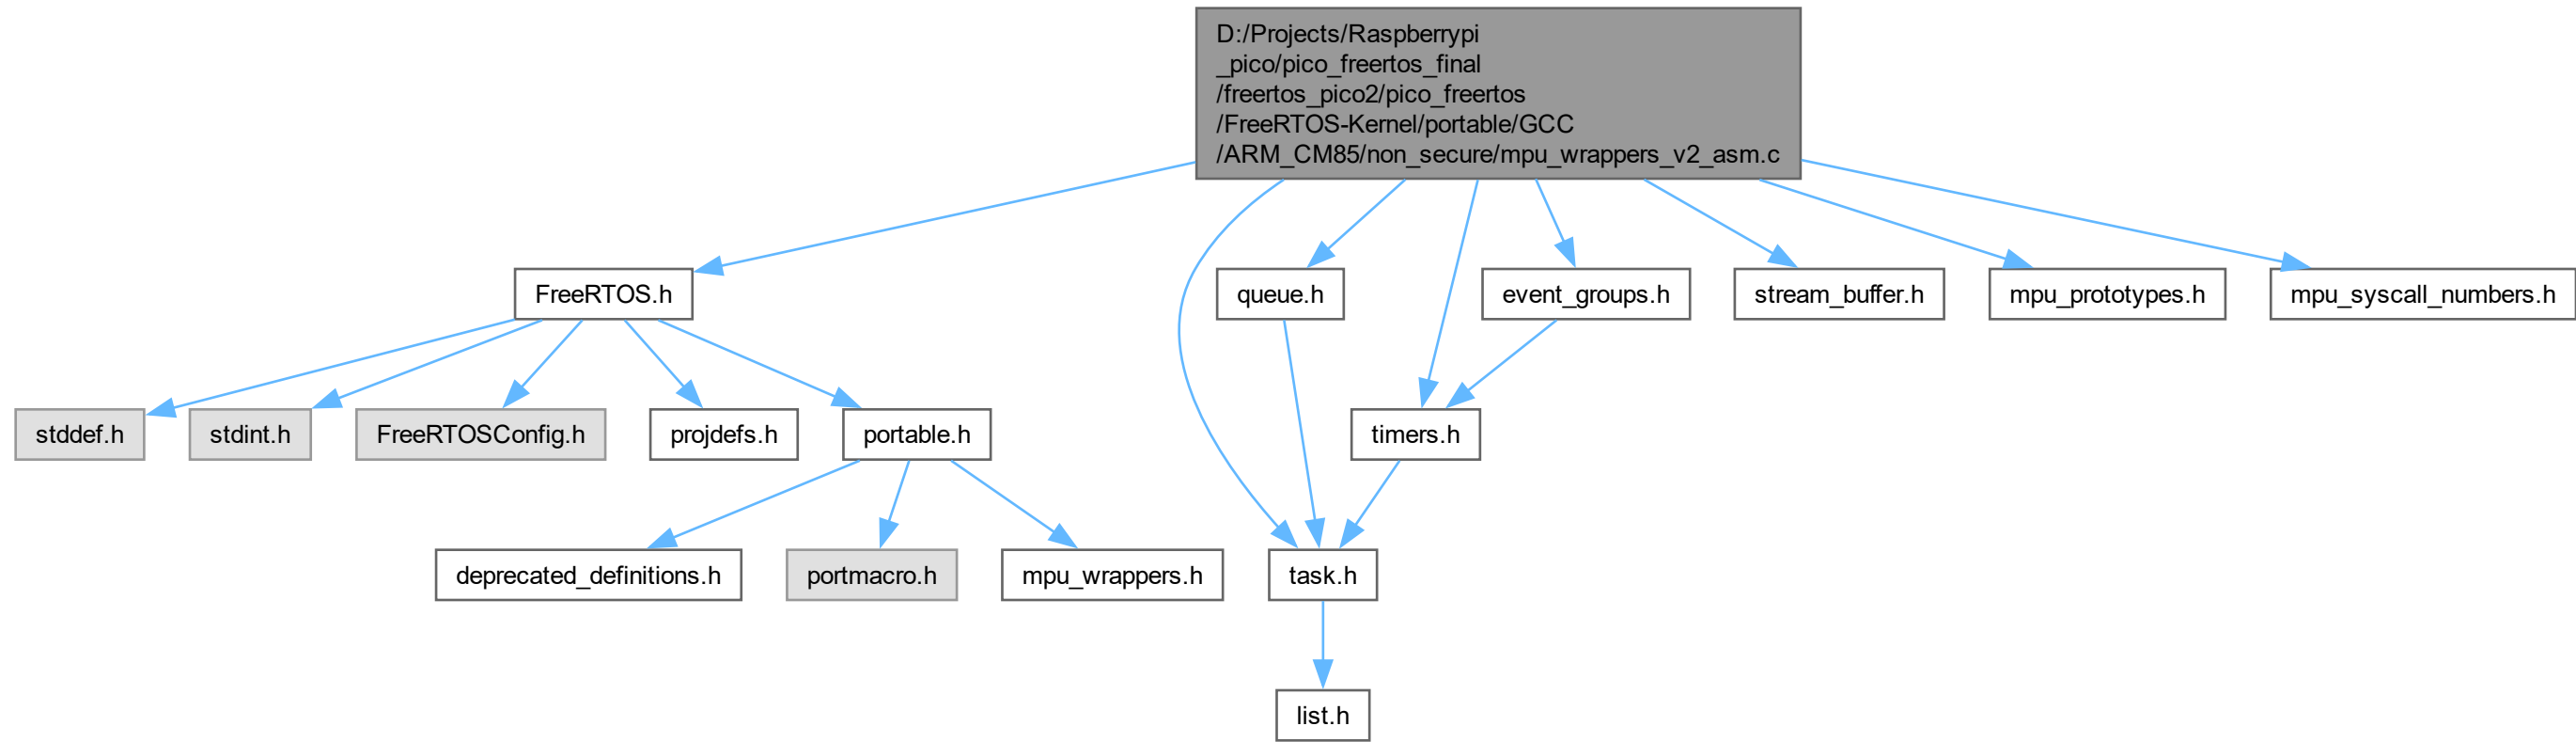 D:/Projects/Raspberrypi
_pico/pico_freertos_final
/freertos_pico2/pico_freertos
/FreeRTOS-Kernel/portable/GCC
/ARM_CM85/non_secure/mpu_wrappers_v2_asm.c
FreeRTOS.h
queue.h
event_groups.h
stream_buffer.h
mpu_prototypes.h
mpu_syscall_numbers.h
stddef.h
stdint.h
FreeRTOSConfig.h
projdefs.h
portable.h
timers.h
deprecated_definitions.h
portmacro.h
mpu_wrappers.h
task.h
list.h